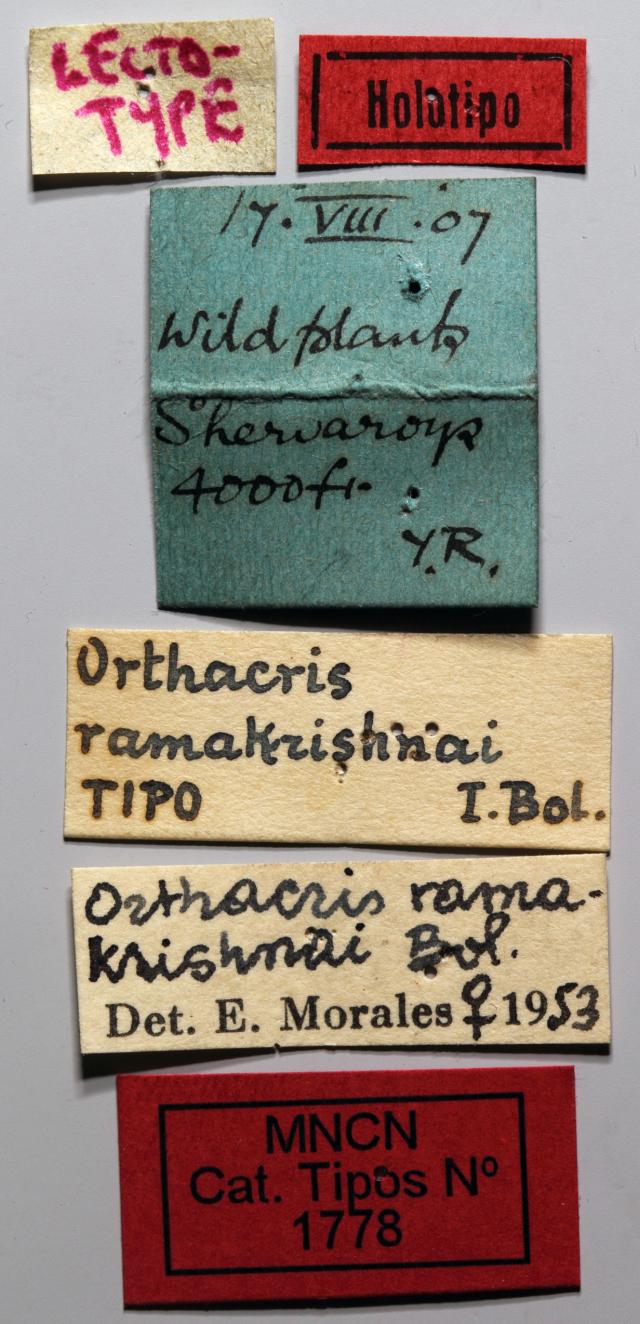 LECTO-
TYPE
Holotipo
17. VIII .07
Wild plants
Shervaroys
4000ft.
Y.R.
Orthacris
ramakrishnai
TIPO I. Bol.
Orthacris rama-
krishnai Bol.
Det. E. Morales ♀ 1953
MNCN
Cat. Tipos Nº
1778